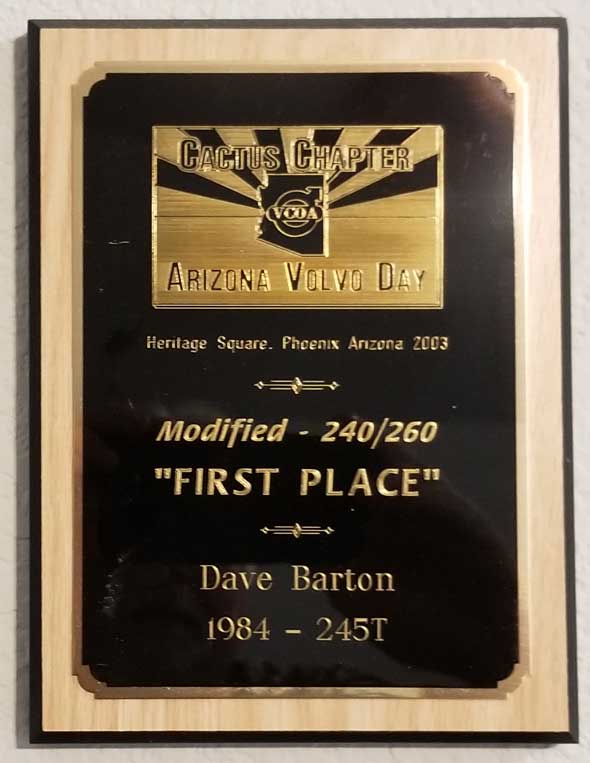 CACTUS CHAPTER
VCOA
ARIZONA VOLVO DAY
Heritage Square. Phoenix Arizona 2003
Modified - 240/260
"FIRST PLACE"
Dave Barton
1984 - 245T